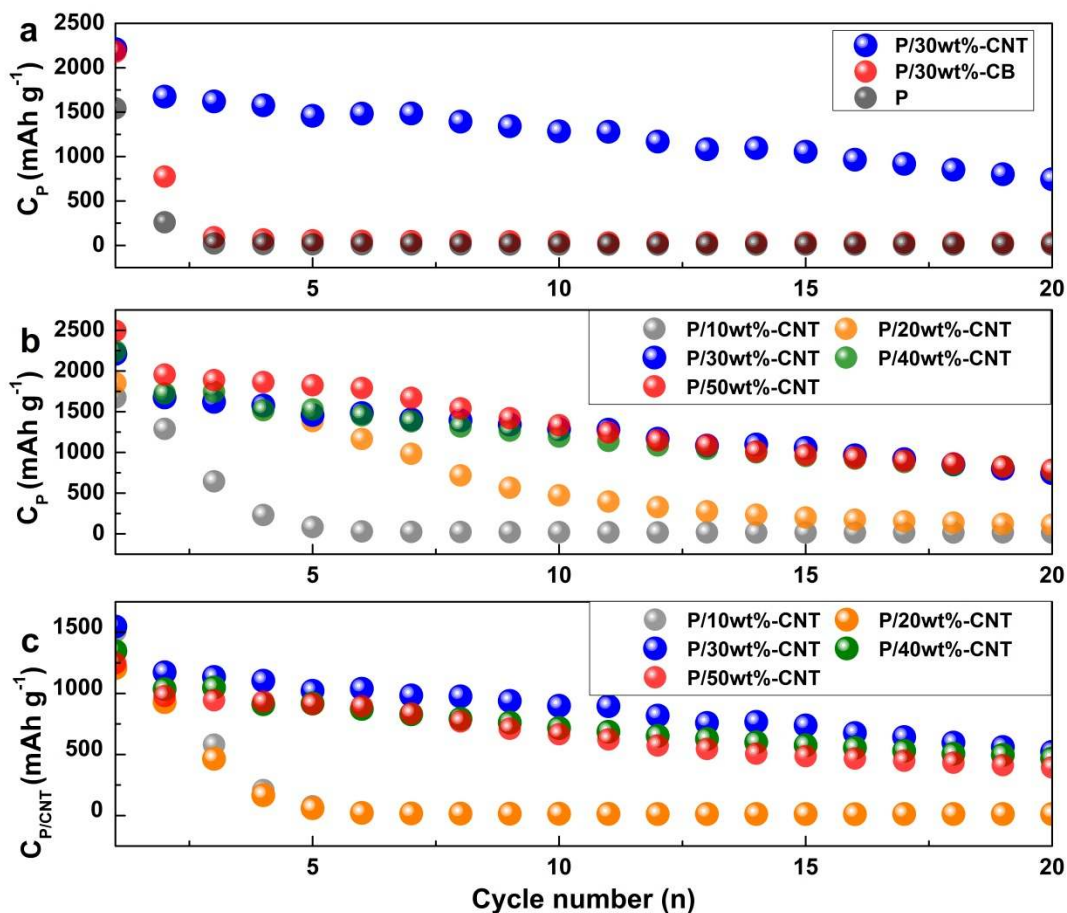 a
C_P (mAh g⁻¹)
2500
2000
1500
1000
500
0
P/30wt%-CNT
P/30wt%-CB
P
5 10 15 20
b
C_P (mAh g⁻¹)
2500
2000
1500
1000
500
0
P/10wt%-CNT P/20wt%-CNT
P/30wt%-CNT P/40wt%-CNT
P/50wt%-CNT
5 10 15 20
c
C_P/CNT (mAh g⁻¹)
1500
1000
500
0
P/10wt%-CNT P/20wt%-CNT
P/30wt%-CNT P/40wt%-CNT
P/50wt%-CNT
5 10 15 20
Cycle number (n)